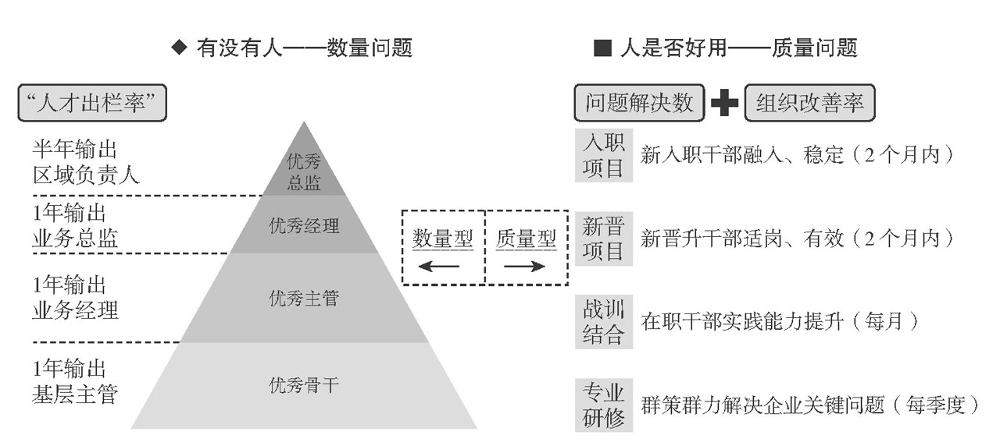 ◆ 有没有人——数量问题
“人才出栏率”
半年输出
区域负责人
1年输出
业务总监
1年输出
业务经理
1年输出
基层主管
优秀
总监
优秀经理
优秀主管
优秀骨干
数量型
质量型
■ 人是否好用——质量问题
问题解决数
组织改善率
入职
项目
新入职干部融入、稳定（2个月内）
新晋
项目
新晋升干部适岗、有效（2个月内）
战训
结合
在职干部实践能力提升（每月）
专业
研修
群策群力解决企业关键问题（每季度）